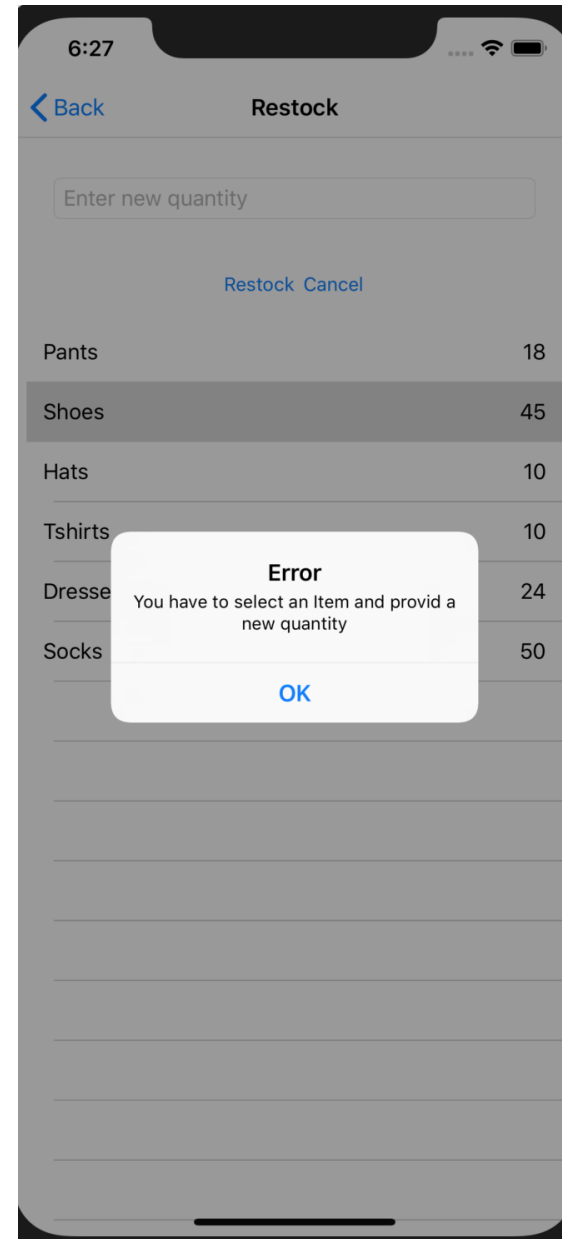 6:27
Back Restock
Enter new quantity
Restock Cancel
Pants 18
Shoes 45
Hats 10
Tshirts 10
Dresse 24
Socks 50
Error
You have to select an Item and provid a
new quantity
OK